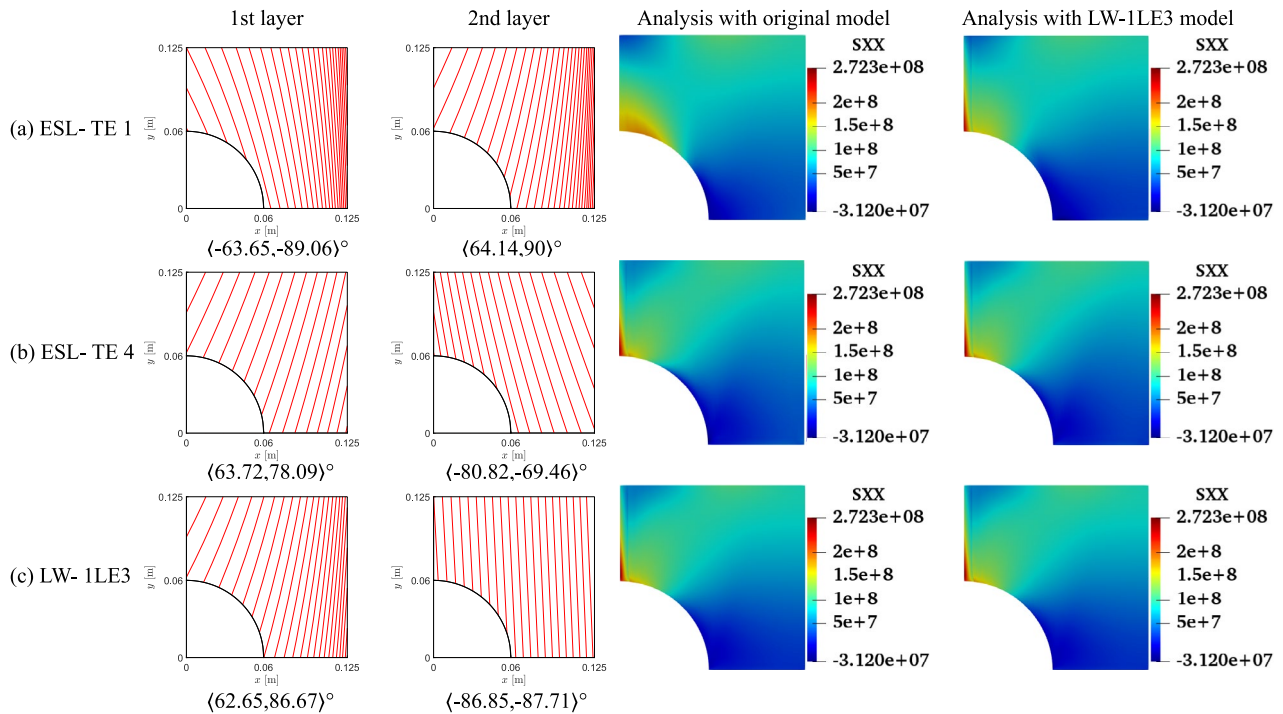 1st layer
2nd layer
Analysis with original model
Analysis with LW-1LE3 model
(a) ESL- TE 1
0.125
0.06
0
y [m]
0
0.06
0.125
x [m]
⟨-63.65,-89.06⟩°
0.125
0.06
0
y [m]
0
0.06
0.125
x [m]
⟨64.14,90⟩°
SXX
2.723e+08
2e+8
1.5e+8
1e+8
5e+7
-3.120e+07
SXX
2.723e+08
2e+8
1.5e+8
1e+8
5e+7
-3.120e+07
(b) ESL- TE 4
0.125
0.06
0
y [m]
0
0.06
0.125
x [m]
⟨63.72,78.09⟩°
0.125
0.06
0
y [m]
0
0.06
0.125
x [m]
⟨-80.82,-69.46⟩°
SXX
2.723e+08
2e+8
1.5e+8
1e+8
5e+7
-3.120e+07
SXX
2.723e+08
2e+8
1.5e+8
1e+8
5e+7
-3.120e+07
(c) LW- 1LE3
0.125
0.06
0
y [m]
0
0.06
0.125
x [m]
⟨62.65,86.67⟩°
0.125
0.06
0
y [m]
0
0.06
0.125
x [m]
⟨-86.85,-87.71⟩°
SXX
2.723e+08
2e+8
1.5e+8
1e+8
5e+7
-3.120e+07
SXX
2.723e+08
2e+8
1.5e+8
1e+8
5e+7
-3.120e+07